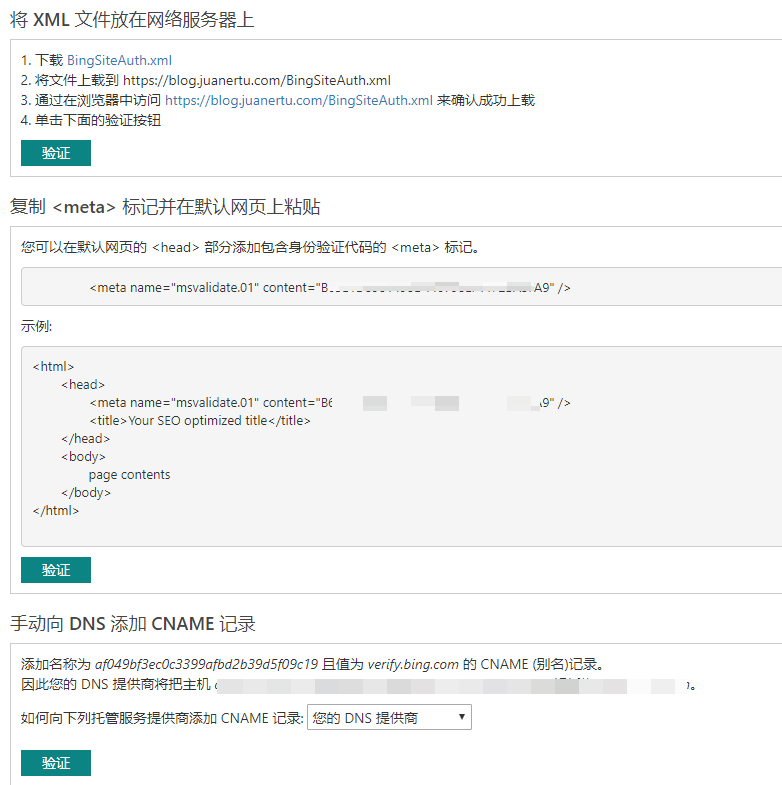 将 XML 文件放在网络服务器上
1. 下载 BingSiteAuth.xml
2. 将文件上载到 https://blog.juanertu.com/BingSiteAuth.xml
3. 通过在浏览器中访问 https://blog.juanertu.com/BingSiteAuth.xml 来确认成功上载
4. 单击下面的验证按钮
验证
复制 <meta> 标记并在默认网页上粘贴
您可以在默认网页的 <head> 部分添加包含身份验证代码的 <meta> 标记。
<meta name="msvalidate.01" content="B A9" />
示例:
<html>
<head>
<meta name="msvalidate.01" content="B6 A9" />
<title>Your SEO optimized title</title>
</head>
<body>
page contents
</body>
</html>
验证
手动向 DNS 添加 CNAME 记录
添加名称为 af049bf3ec0c3399afbd2b39d5f09c19 且值为 verify.bing.com 的 CNAME (别名)记录。
因此您的 DNS 提供商将把主机 。
如何向下列托管服务提供商添加 CNAME 记录: 您的 DNS 提供商
验证